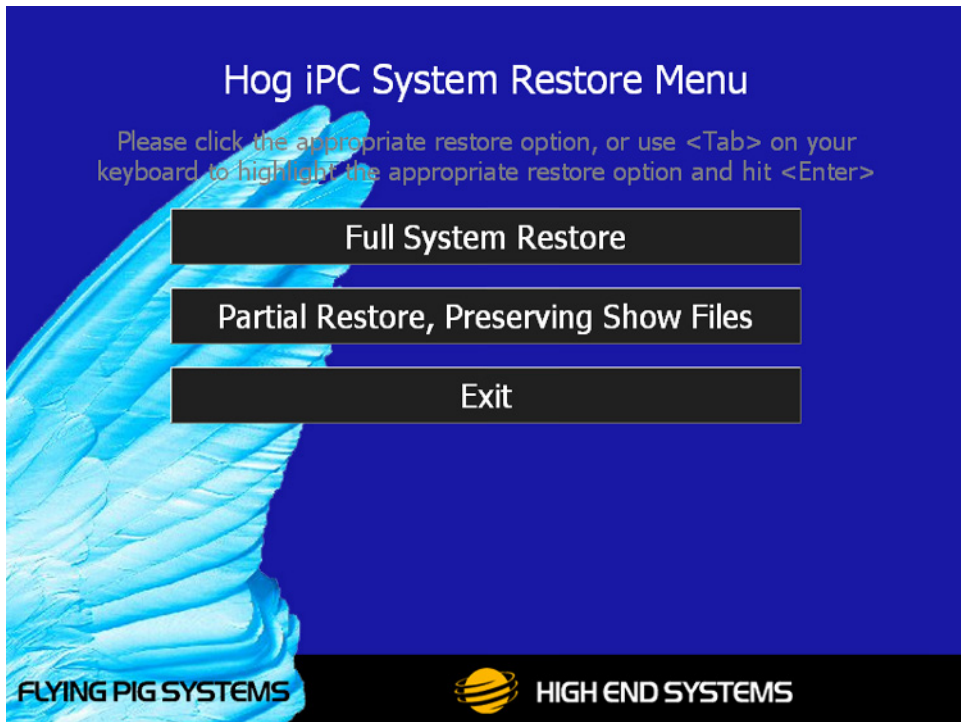 Hog iPC System Restore Menu
Please click the appropriate restore option, or use <Tab> on your
keyboard to highlight the appropriate restore option and hit <Enter>
Full System Restore
Partial Restore, Preserving Show Files
Exit
FLYING PIG SYSTEMS
HIGH END SYSTEMS